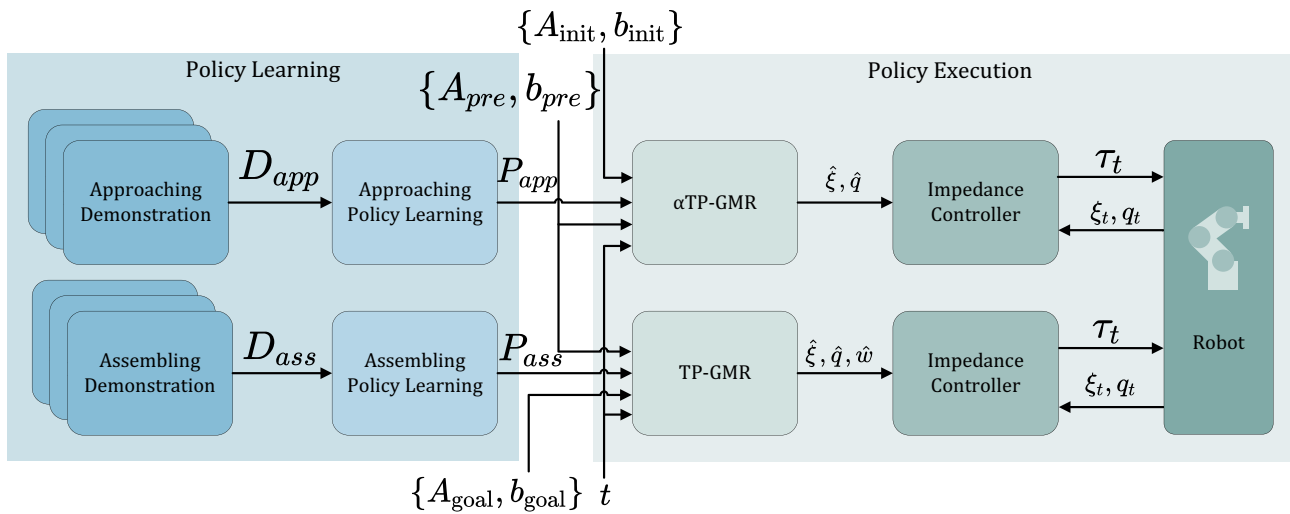 {A_init, b_init}
Policy Learning
{A_pre, b_pre}
Policy Execution
Approaching
Demonstration
D_app
Approaching
Policy Learning
P_app
αTP-GMR
ξ̂, q̂
Impedance
Controller
τ_t
ξ_t, q_t
Assembling
Demonstration
D_ass
Assembling
Policy Learning
P_ass
TP-GMR
ξ̂, q̂, ŵ
Impedance
Controller
τ_t
ξ_t, q_t
Robot
{A_goal, b_goal}
t